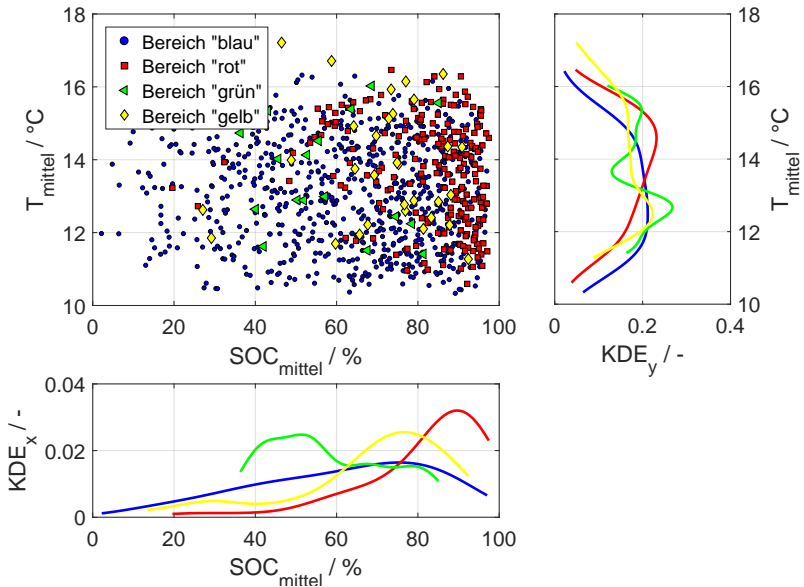 18
16
14
12
10
T_mittel / °C
0
20
40
60
80
100
SOC_mittel / %
Bereich "blau"
Bereich "rot"
Bereich "grün"
Bereich "gelb"
18
16
14
12
10
T_mittel / °C
0
0.2
0.4
KDE_y / -
0.04
0.02
0
KDE_x / -
0
20
40
60
80
100
SOC_mittel / %